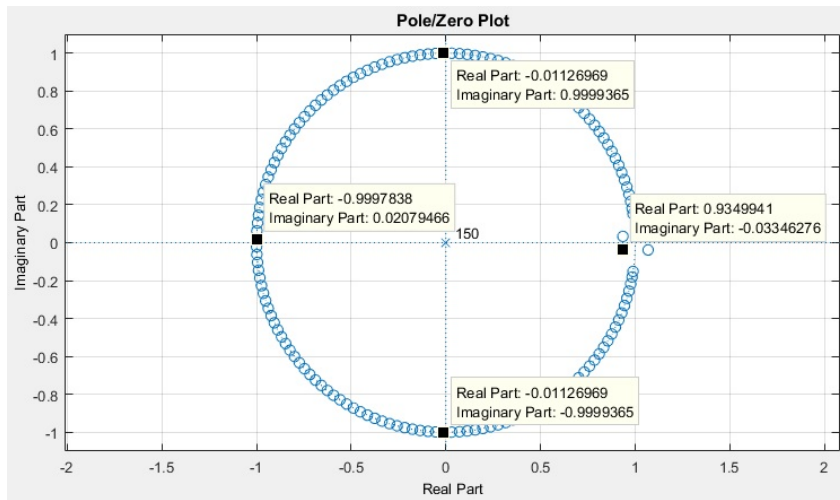 Pole/Zero Plot
Real Part: -0.01126969
Imaginary Part: 0.9999365
Real Part: -0.9997838
Imaginary Part: 0.02079466
Real Part: 0.9349941
Imaginary Part: -0.03346276
150
Real Part: -0.01126969
Imaginary Part: -0.9999365
1
0.8
0.6
0.4
0.2
0
-0.2
-0.4
-0.6
-0.8
-1
Imaginary Part
-2 -1.5 -1 -0.5 0 0.5 1 1.5 2
Real Part